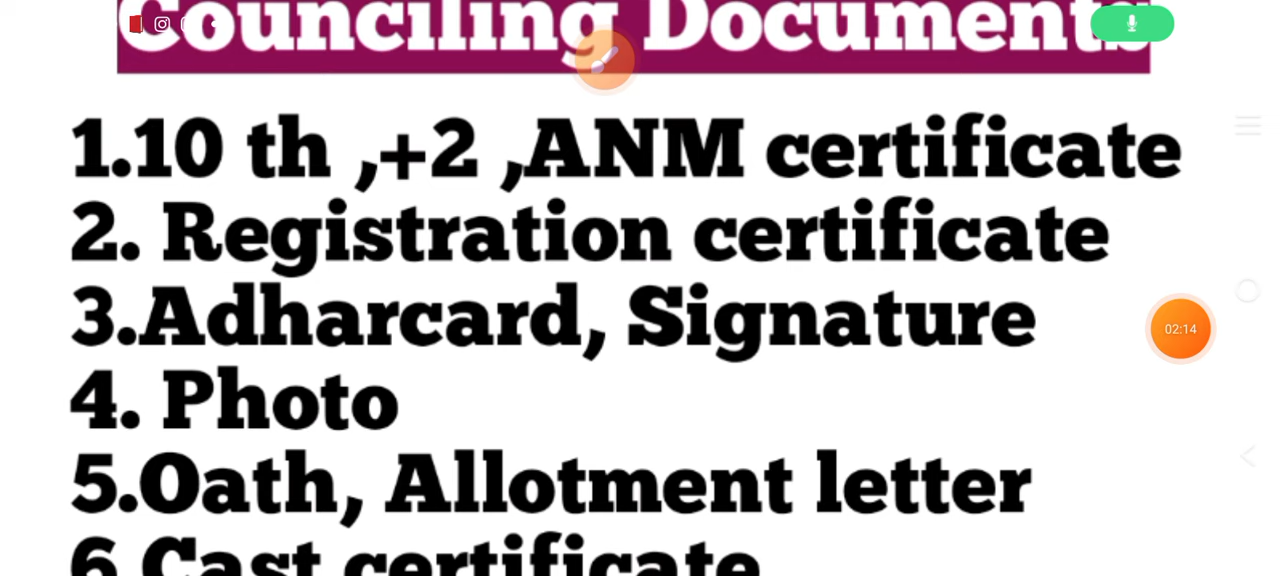 Counciling Documents
1.10 th ,+2 ,ANM certificate
2. Registration certificate
3.Adharcard, Signature
02:14
4. Photo
5.Oath, Allotment letter
6.Cast certificate